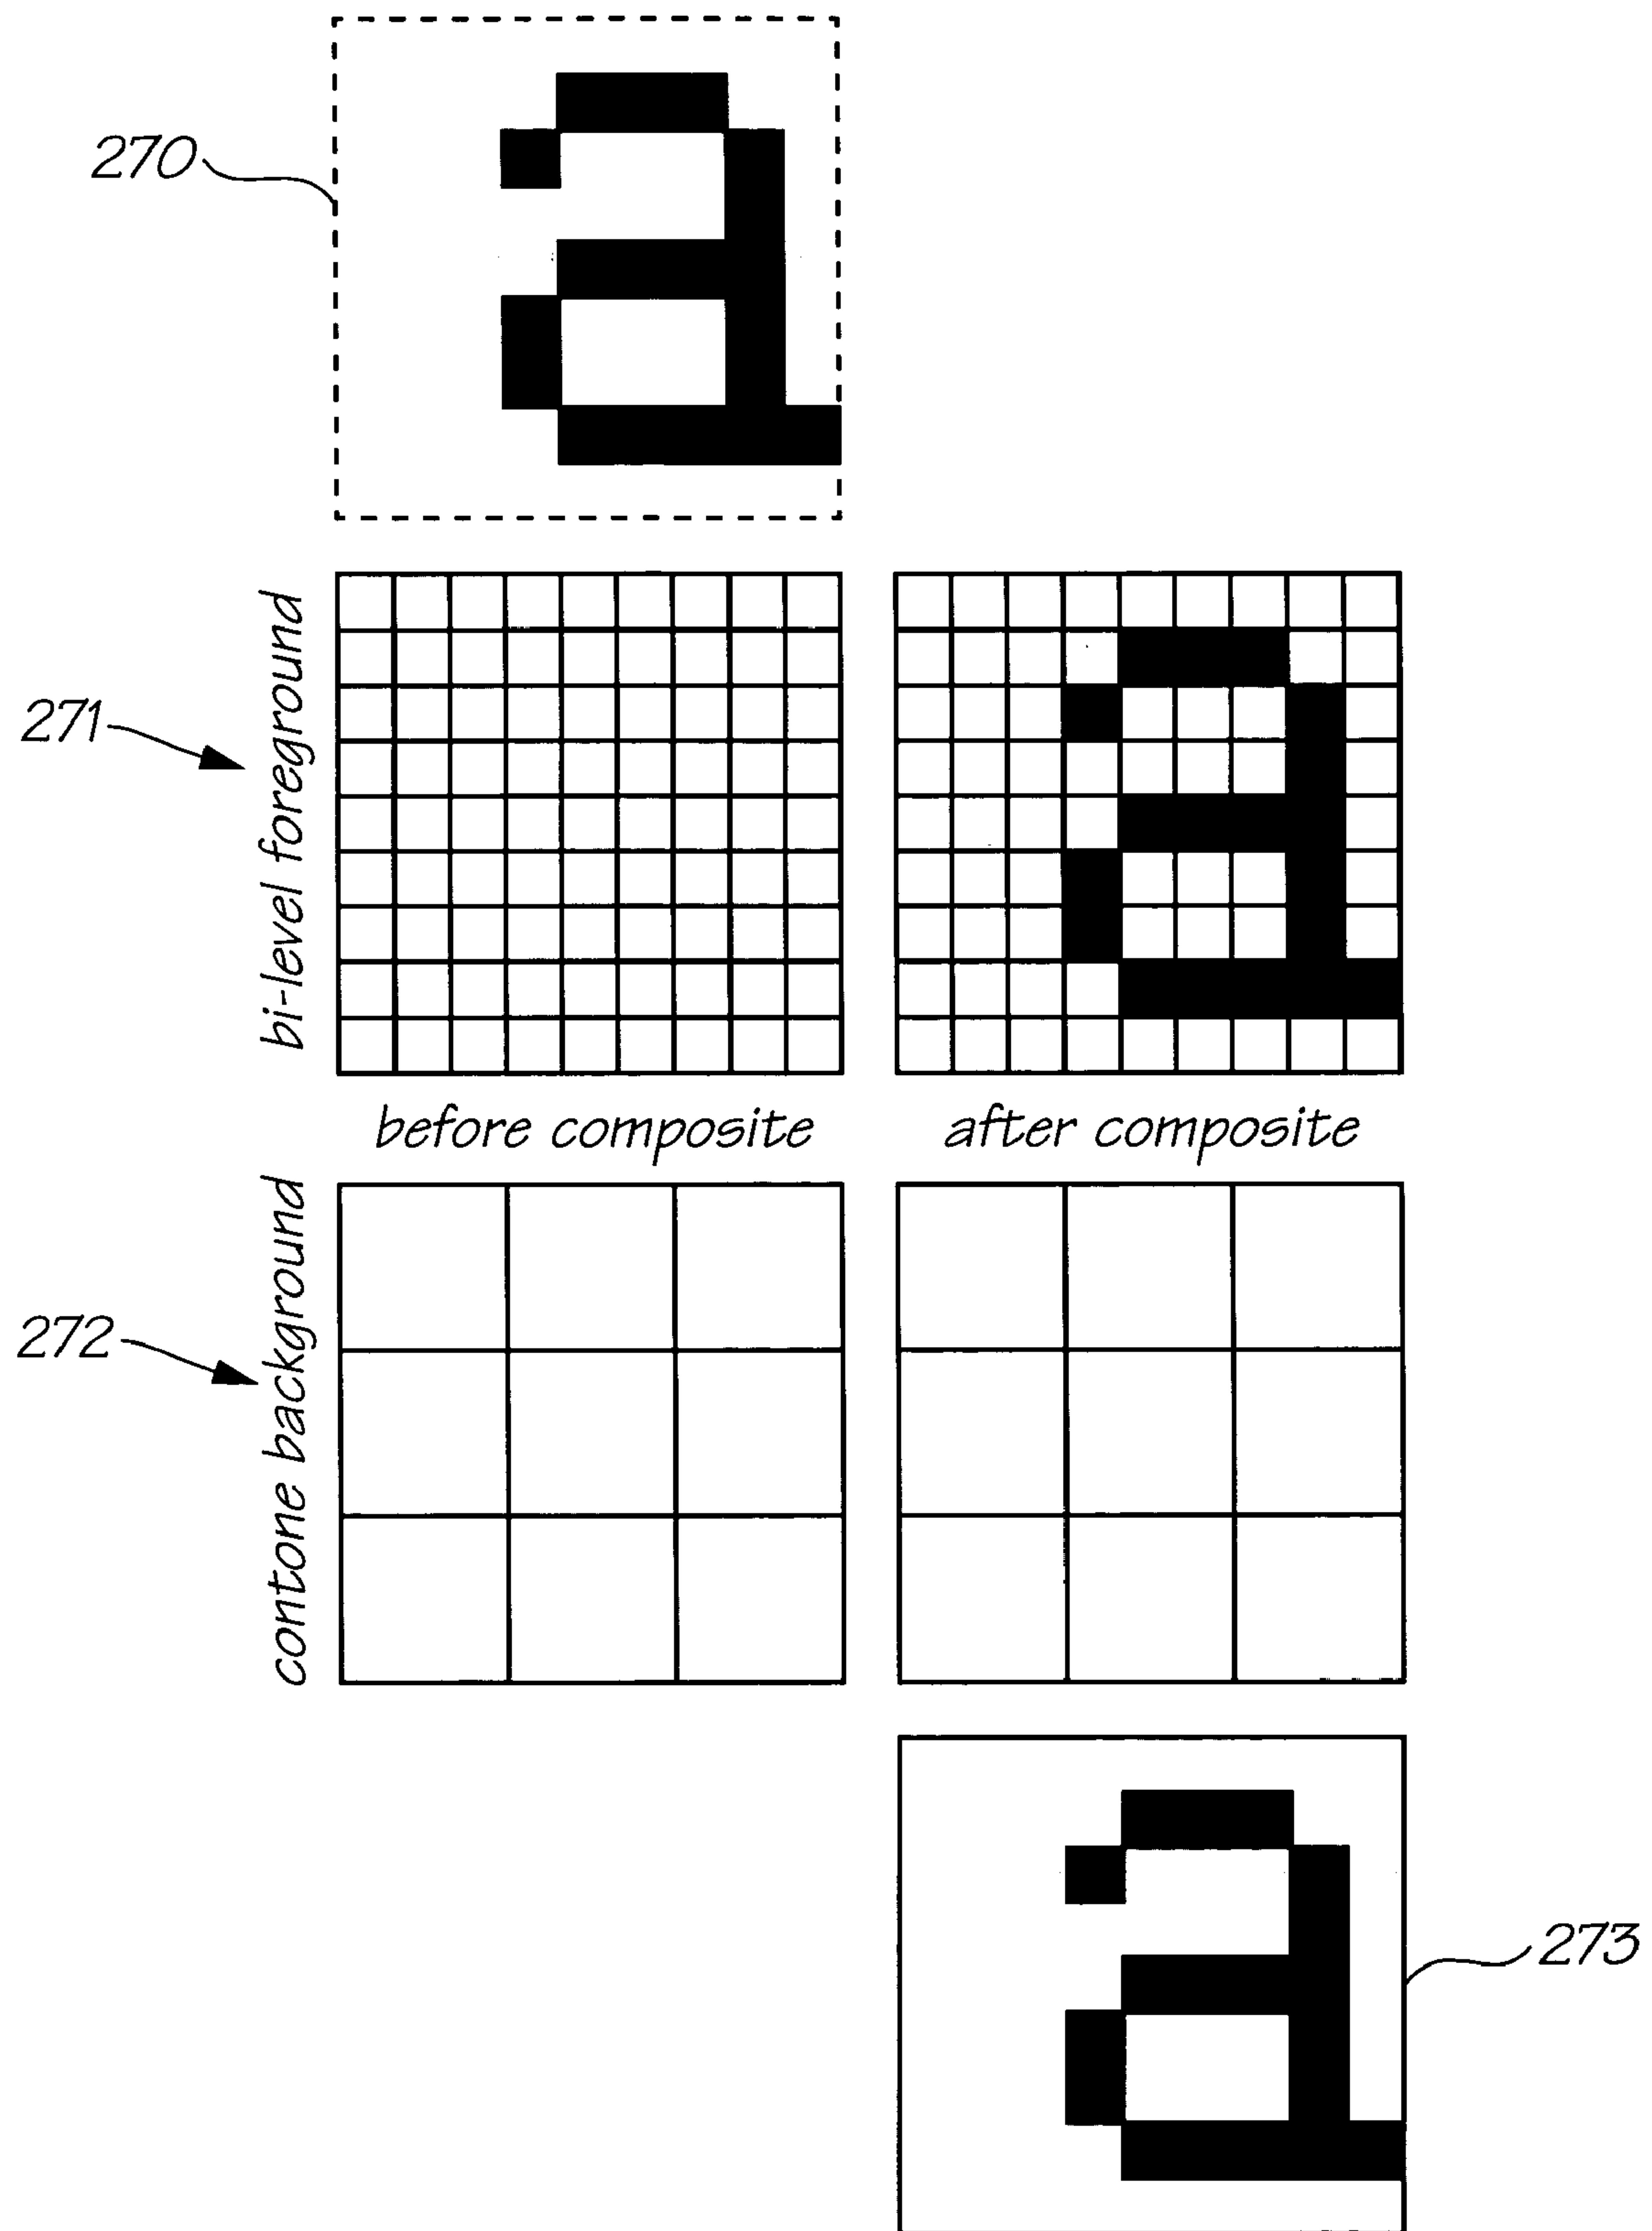 270
271
bi-level foreground
before composite
after composite
272
contone background
273